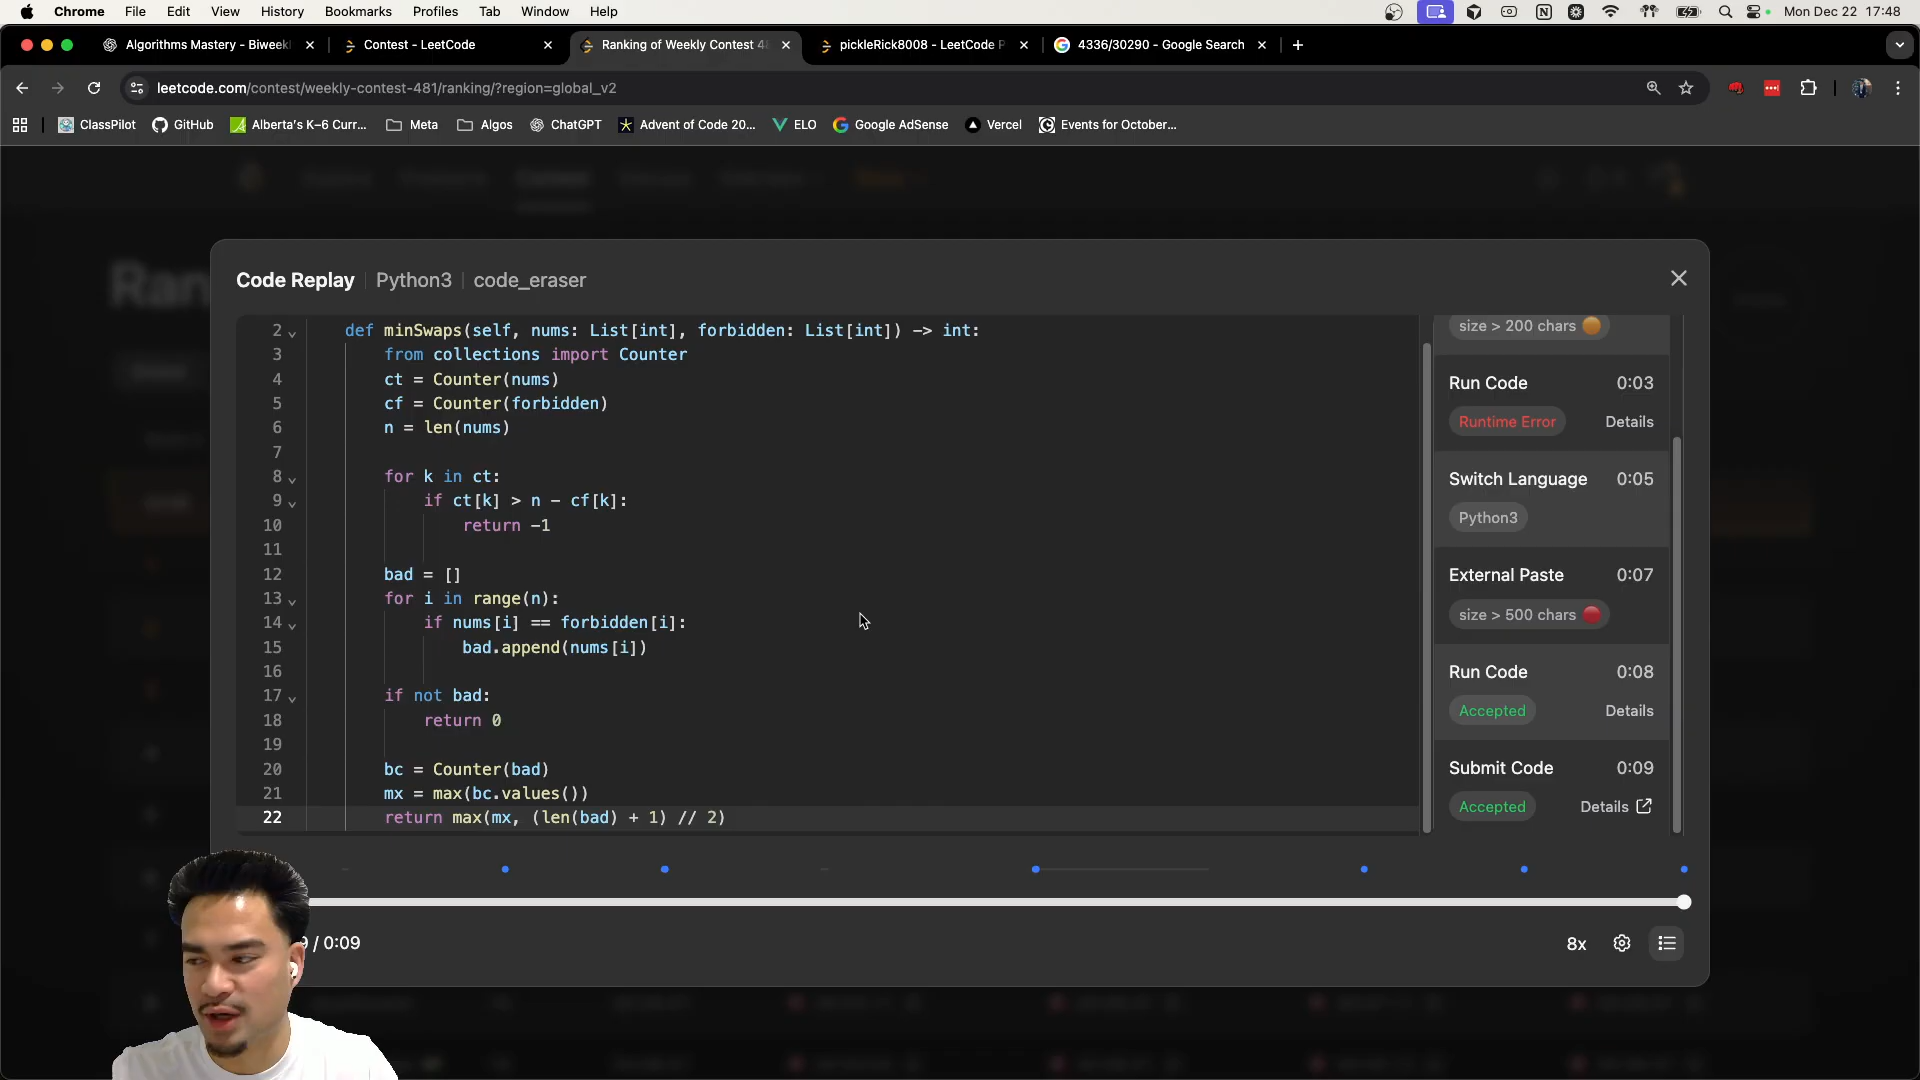 Chrome File Edit View History Bookmarks Profiles Tab Window Help
Mon Dec 22 17:48
Algorithms Mastery - Biweekl
Contest - LeetCode
Ranking of Weekly Contest 48
pickleRick8008 - LeetCode P
4336/30290 - Google Search
leetcode.com/contest/weekly-contest-481/ranking/?region=global_v2
ClassPilot
GitHub
Alberta's K–6 Curr...
Meta
Algos
ChatGPT
Advent of Code 20...
ELO
Google AdSense
Vercel
Events for October...
Code Replay | Python3 | code_eraser
2 def minSwaps(self, nums: List[int], forbidden: List[int]) -> int:
3 from collections import Counter
4 ct = Counter(nums)
5 cf = Counter(forbidden)
6 n = len(nums)
7
8 for k in ct:
9 if ct[k] > n - cf[k]:
10 return -1
11
12 bad = []
13 for i in range(n):
14 if nums[i] == forbidden[i]:
15 bad.append(nums[i])
16
17 if not bad:
18 return 0
19
20 bc = Counter(bad)
21 mx = max(bc.values())
22 return max(mx, (len(bad) + 1) // 2)
size > 200 chars
Run Code 0:03
Runtime Error Details
Switch Language 0:05
Python3
External Paste 0:07
size > 500 chars
Run Code 0:08
Accepted Details
Submit Code 0:09
Accepted Details
/ 0:09
8x